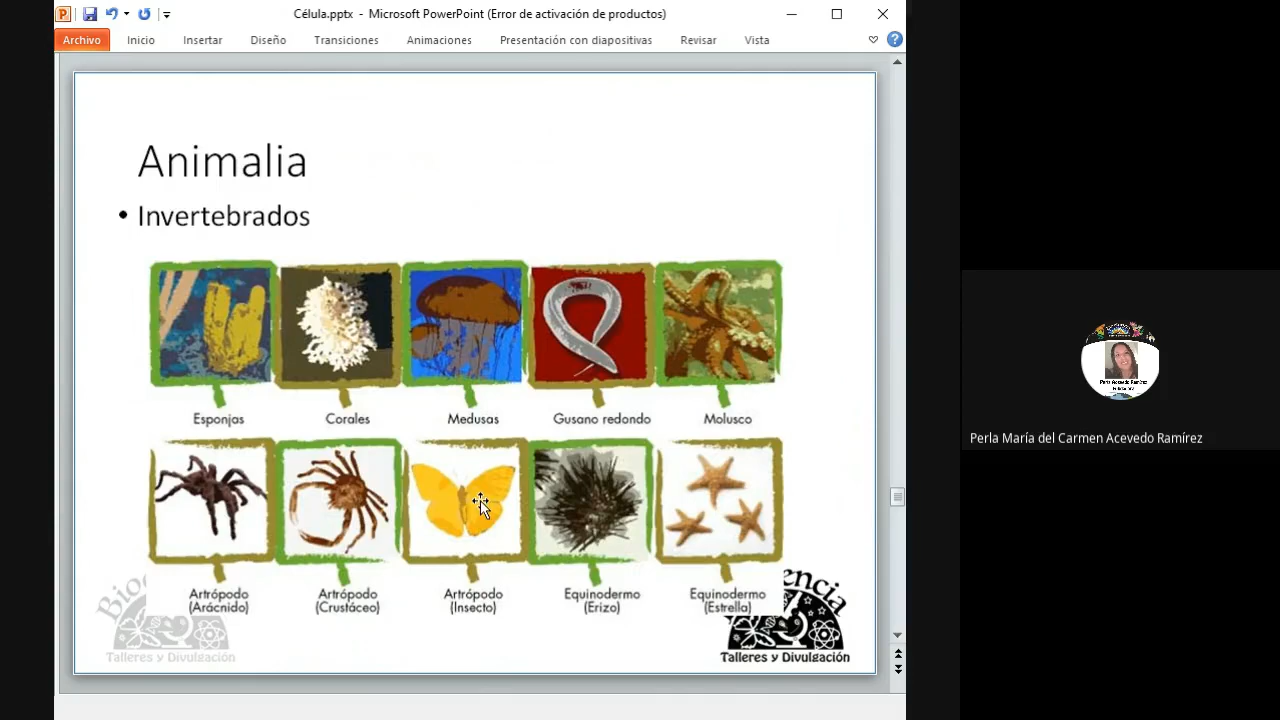 Célula.pptx - Microsoft PowerPoint (Error de activación de productos)
Archivo Inicio Insertar Diseño Transiciones Animaciones Presentación con diapositivas Revisar Vista
Animalia
• Invertebrados
Esponjas Corales Medusas Gusano redondo Molusco
Artrópodo Artrópodo Artrópodo Equinodermo Equinodermo
(Arácnido) (Crustáceo) (Insecto) (Erizo) (Estrella)
Talleres y Divulgación
Talleres y Divulgación
Perla María del Carmen Acevedo Ramírez